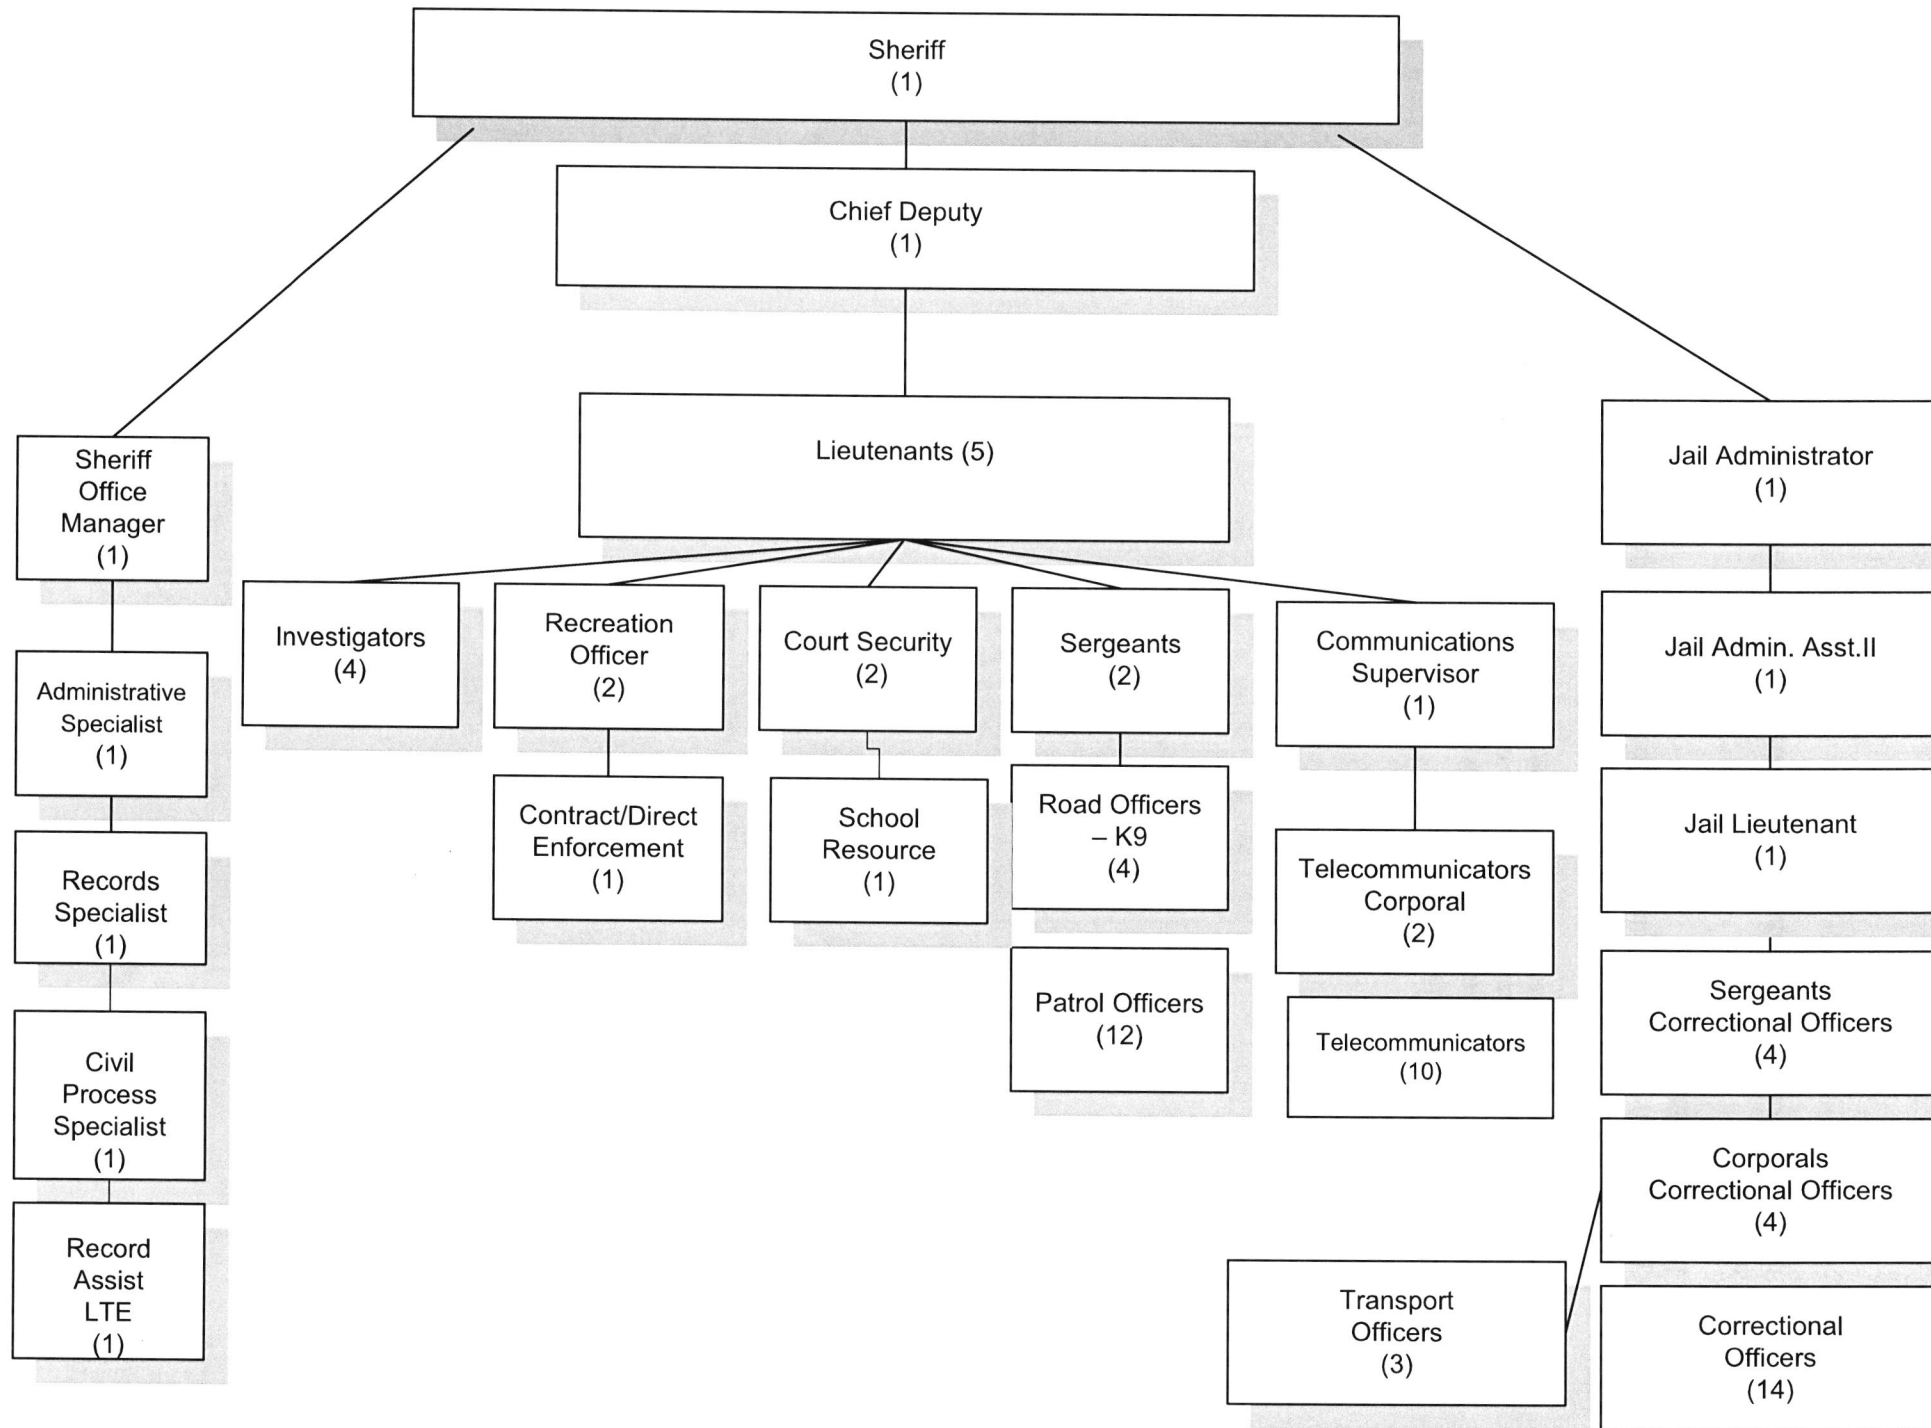 Sheriff
(1)
Chief Deputy
(1)
Lieutenants (5)
Sheriff
Office
Manager
(1)
Administrative
Specialist
(1)
Records
Specialist
(1)
Civil
Process
Specialist
(1)
Record
Assist
LTE
(1)
Investigators
(4)
Recreation
Officer
(2)
Contract/Direct
Enforcement
(1)
Court Security
(2)
School
Resource
(1)
Sergeants
(2)
Road Officers
– K9
(4)
Patrol Officers
(12)
Communications
Supervisor
(1)
Telecommunicators
Corporal
(2)
Telecommunicators
(10)
Jail Administrator
(1)
Jail Admin. Asst.II
(1)
Jail Lieutenant
(1)
Sergeants
Correctional Officers
(4)
Corporals
Correctional Officers
(4)
Transport
Officers
(3)
Correctional
Officers
(14)